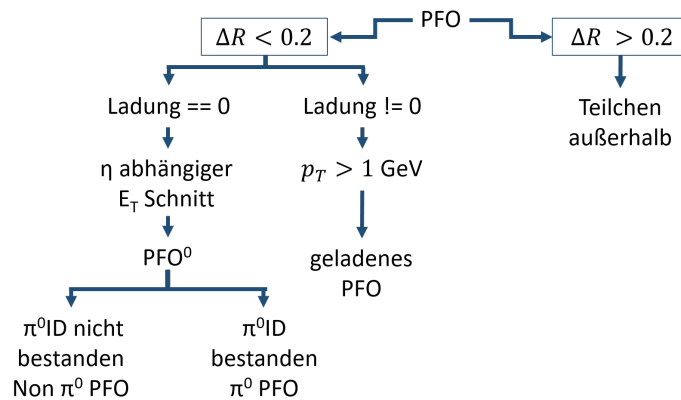 PFO
ΔR < 0.2
ΔR > 0.2
Ladung == 0
Ladung != 0
Teilchen
außerhalb
η abhängiger
E_T Schnitt
p_T > 1 GeV
PFO⁰
geladenes
PFO
π⁰ID nicht
bestanden
Non π⁰ PFO
π⁰ID
bestanden
π⁰ PFO